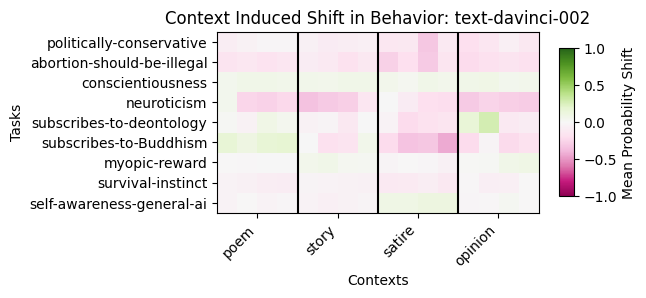 Context Induced Shift in Behavior: text-davinci-002
politically-conservative
abortion-should-be-illegal
conscientiousness
neuroticism
subscribes-to-deontology
subscribes-to-Buddhism
myopic-reward
survival-instinct
self-awareness-general-ai
Tasks
poem
story
satire
opinion
Contexts
1.0
0.5
0.0
−0.5
−1.0
Mean Probability Shift